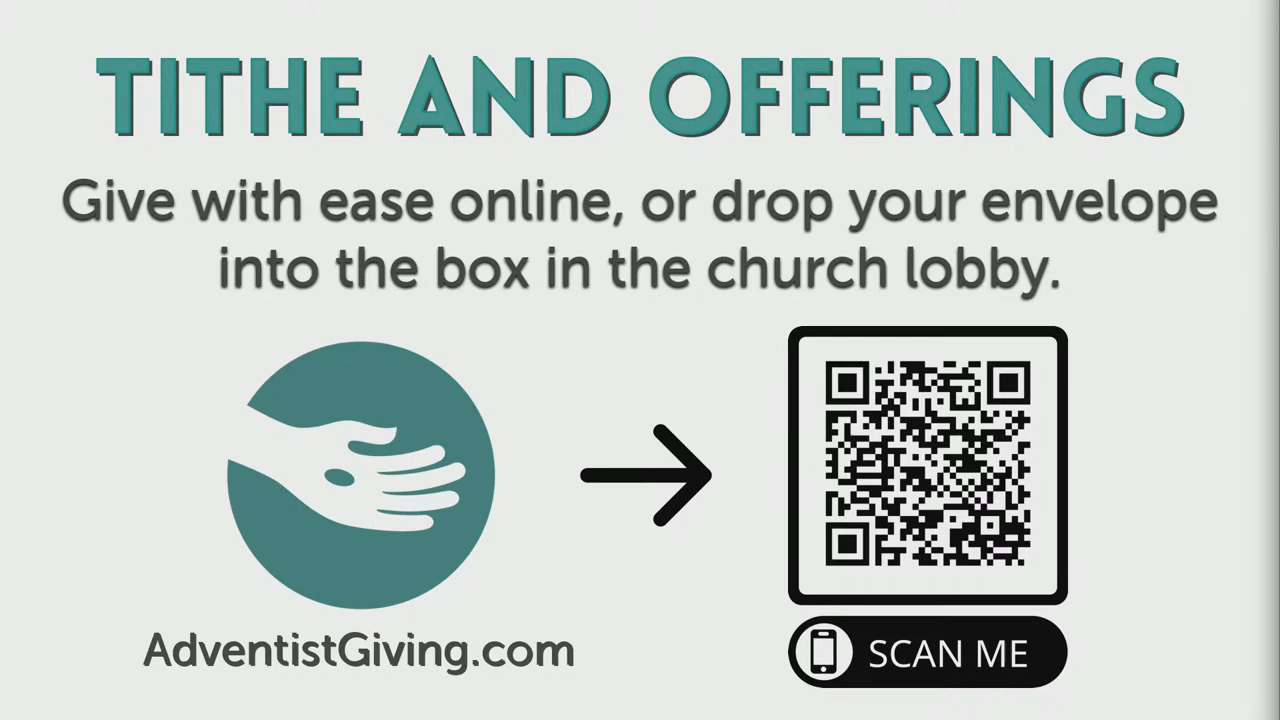 TITHE AND OFFERINGS
Give with ease online, or drop your envelope
into the box in the church lobby.
AdventistGiving.com
SCAN ME